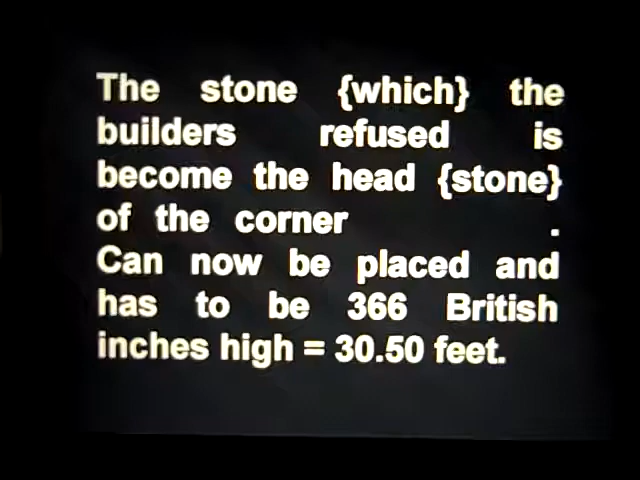 The stone {which} the
builders refused is
become the head {stone}
of the corner .
Can now be placed and
has to be 366 British
inches high = 30.50 feet.